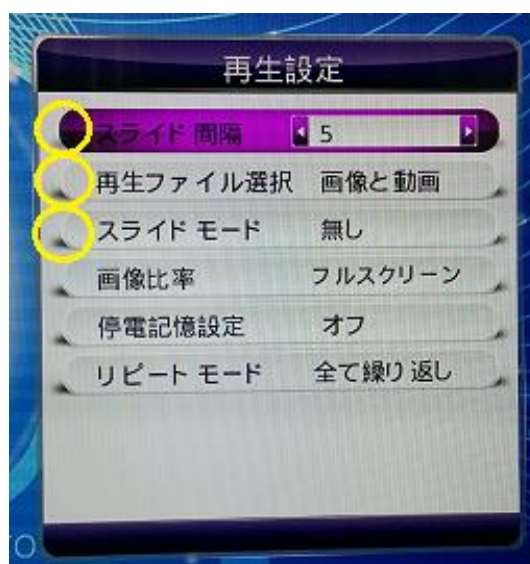 再生設定
スライド 間隔 5
再生ファイル選択 画像と動画
スライド モード 無し
画像比率 フルスクリーン
停電記憶設定 オフ
リピート モード 全て繰り返し
TO